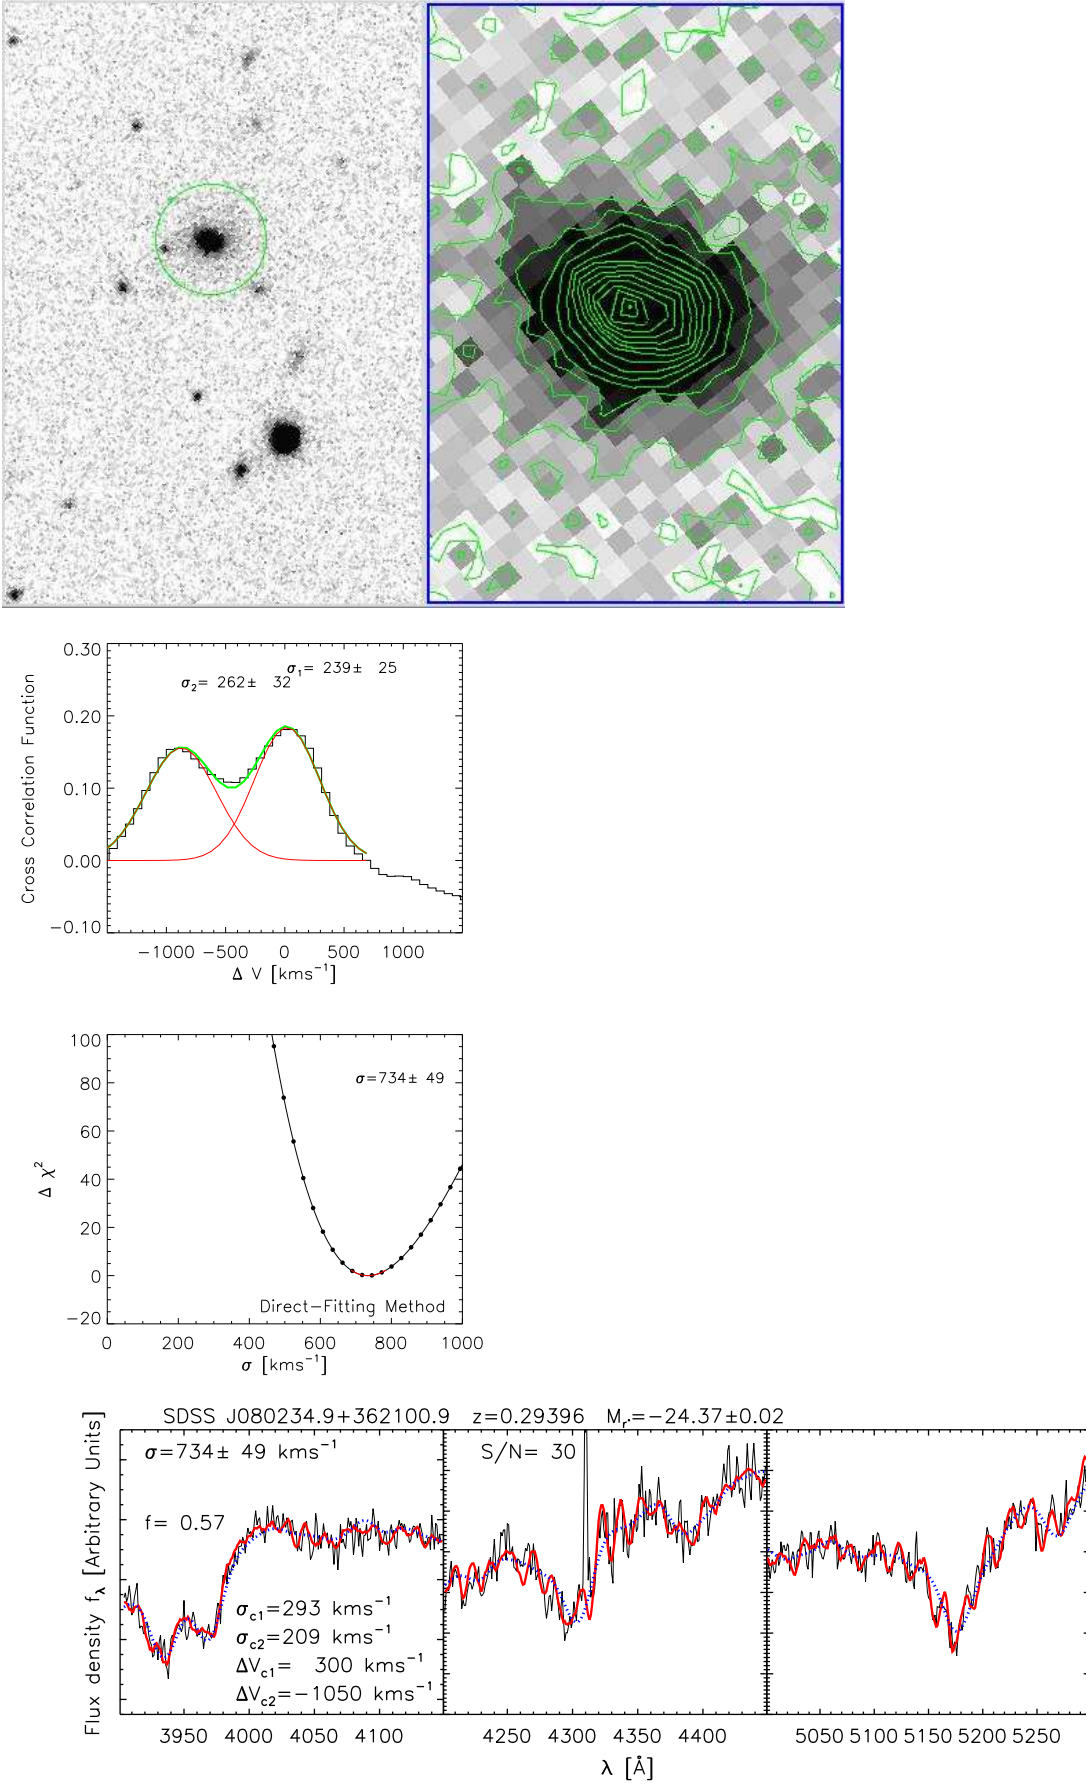 0.30
0.20
0.10
0.00
−0.10
Cross Correlation Function
σ1= 239± 25
σ2= 262± 32
−1000 −500 0 500 1000
Δ V [kms⁻¹]
100
80
60
40
20
0
−20
Δ χ²
σ=734± 49
Direct−Fitting Method
0 200 400 600 800 1000
σ [kms⁻¹]
SDSS J080234.9+362100.9 z=0.29396 Mr=−24.37±0.02
Flux density fλ [Arbitrary Units]
σ=734± 49 kms⁻¹
S/N= 30
f= 0.57
σc1=293 kms⁻¹
σc2=209 kms⁻¹
ΔVc1= 300 kms⁻¹
ΔVc2=−1050 kms⁻¹
3950 4000 4050 4100 4250 4300 4350 4400 5050 5100 5150 5200 5250
λ [Å]